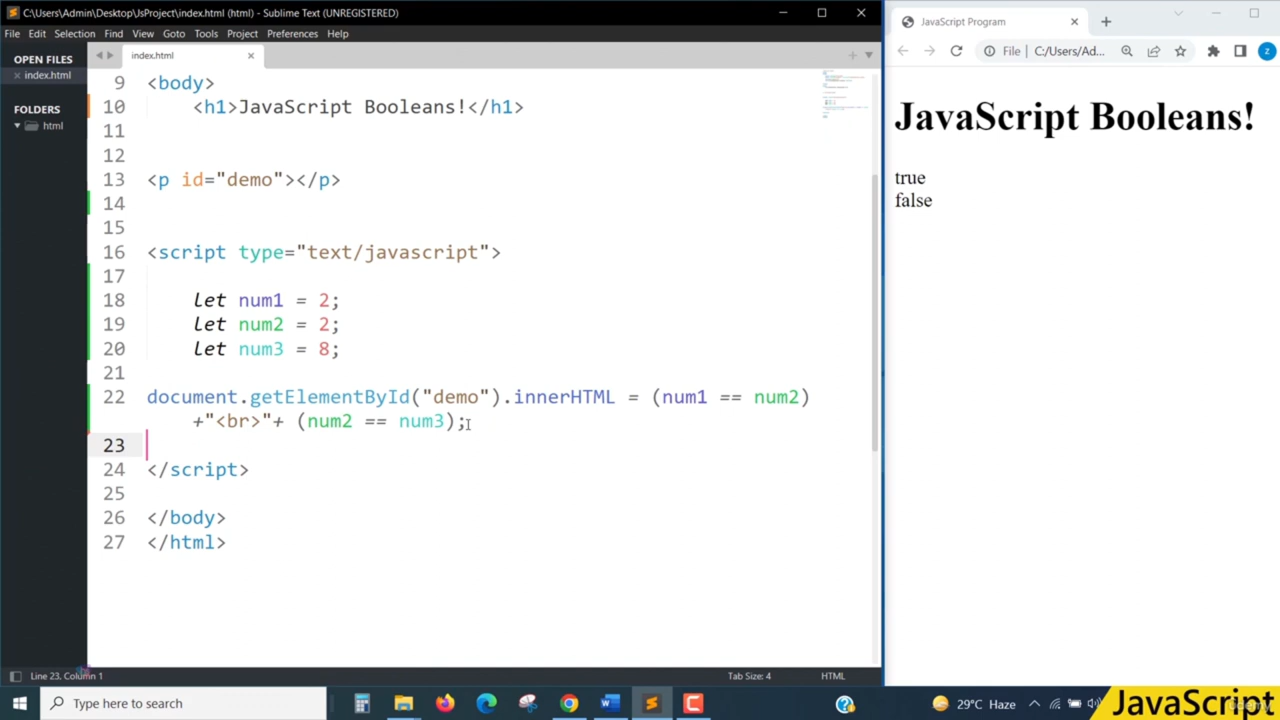 C:\Users\Admin\Desktop\JsProject\index.html (html) - Sublime Text (UNREGISTERED)
File Edit Selection Find View Goto Tools Project Preferences Help
OPEN FILES
index.html
FOLDERS
html
index.html
9 <body>
10 <h1>JavaScript Booleans!</h1>
11
12
13 <p id="demo"></p>
14
15
16 <script type="text/javascript">
17
18 let num1 = 2;
19 let num2 = 2;
20 let num3 = 8;
21
22 document.getElementById("demo").innerHTML = (num1 == num2)
+"<br>"+ (num2 == num3);
23
24 </script>
25
26 </body>
27 </html>
Line 23, Column 1
Tab Size: 4
HTML
JavaScript Program
File
C:/Users/Ad...
Z
JavaScript Booleans!
true
false
Type here to search
29°C Haze
JavaScript